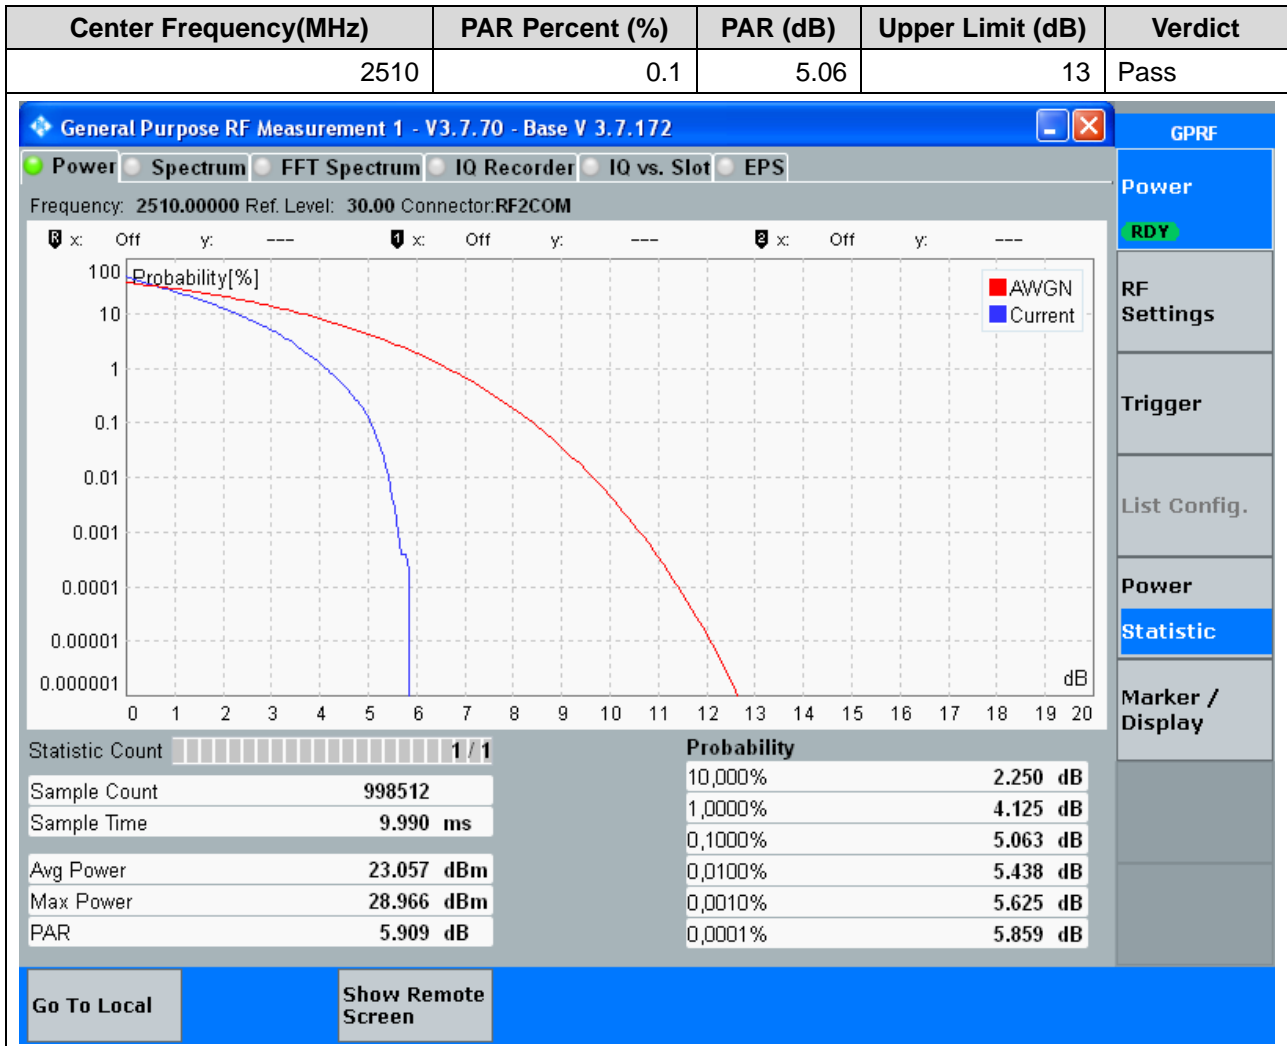 Center Frequency(MHz) PAR Percent (%) PAR (dB) Upper Limit (dB) Verdict
2510 0.1 5.06 13 Pass
General Purpose RF Measurement 1 - V3.7.70 - Base V 3.7.172
GPRF
Power Spectrum FFT Spectrum IQ Recorder IQ vs. Slot EPS
Frequency: 2510.00000 Ref. Level: 30.00 Connector:RF2COM
R x: Off y: --- 1 x: Off y: --- 2 x: Off y: ---
Probability[%]
AWGN
Current
100
10
1
0.1
0.01
0.001
0.0001
0.00001
0.000001
dB
0 1 2 3 4 5 6 7 8 9 10 11 12 13 14 15 16 17 18 19 20
Statistic Count 1 / 1
Sample Count 998512
Sample Time 9.990 ms
Avg Power 23.057 dBm
Max Power 28.966 dBm
PAR 5.909 dB
Probability
10,000% 2.250 dB
1,0000% 4.125 dB
0,1000% 5.063 dB
0,0100% 5.438 dB
0,0010% 5.625 dB
0,0001% 5.859 dB
Power
RDY
RF
Settings
Trigger
List Config.
Power
Statistic
Marker /
Display
Go To Local
Show Remote
Screen